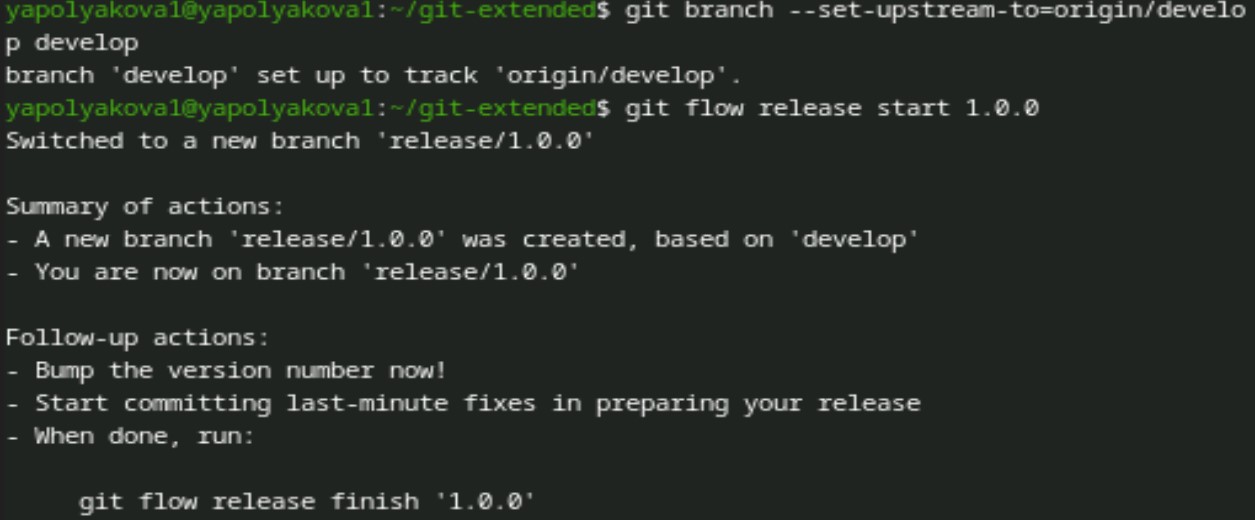 yapolyakova1@yapolyakova1:~/git-extended$ git branch --set-upstream-to=origin/develo
p develop
branch 'develop' set up to track 'origin/develop'.
yapolyakova1@yapolyakova1:~/git-extended$ git flow release start 1.0.0
Switched to a new branch 'release/1.0.0'

Summary of actions:
- A new branch 'release/1.0.0' was created, based on 'develop'
- You are now on branch 'release/1.0.0'

Follow-up actions:
- Bump the version number now!
- Start committing last-minute fixes in preparing your release
- When done, run:

     git flow release finish '1.0.0'